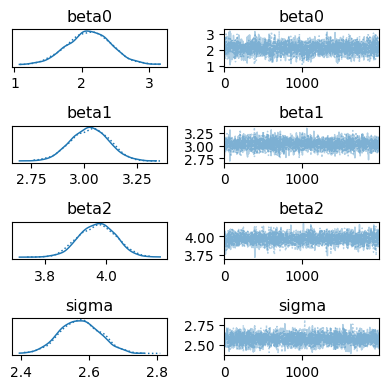 beta0 beta0
3
2
1
1 2 3 0 1000
beta1 beta1
3.25
3.00
2.75
2.75 3.00 3.25 0 1000
beta2 beta2
4.00
3.75
3.8 4.0 0 1000
sigma sigma
2.75
2.50
2.4 2.6 2.8 0 1000